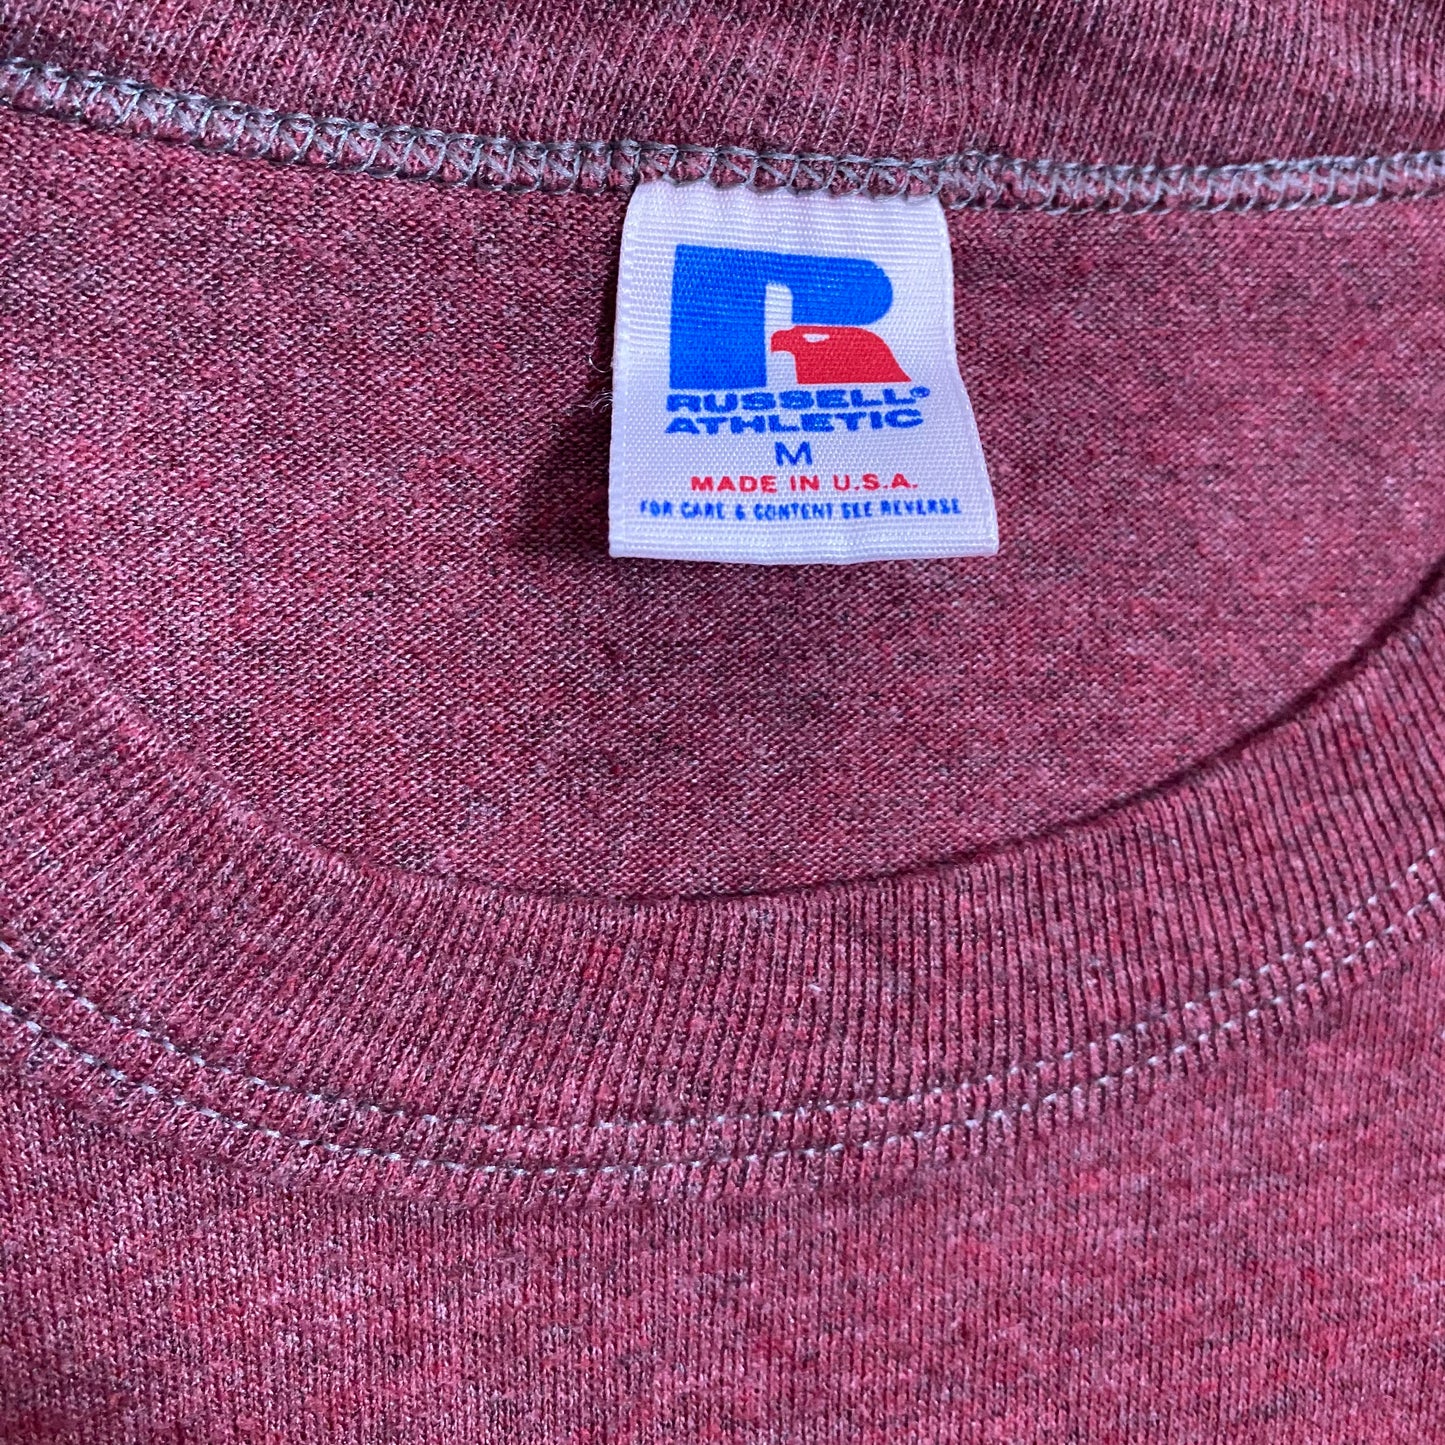 R
RUSSELL®
ATHLETIC
M
MADE IN U.S.A.
FOR CARE & CONTENT SEE REVERSE